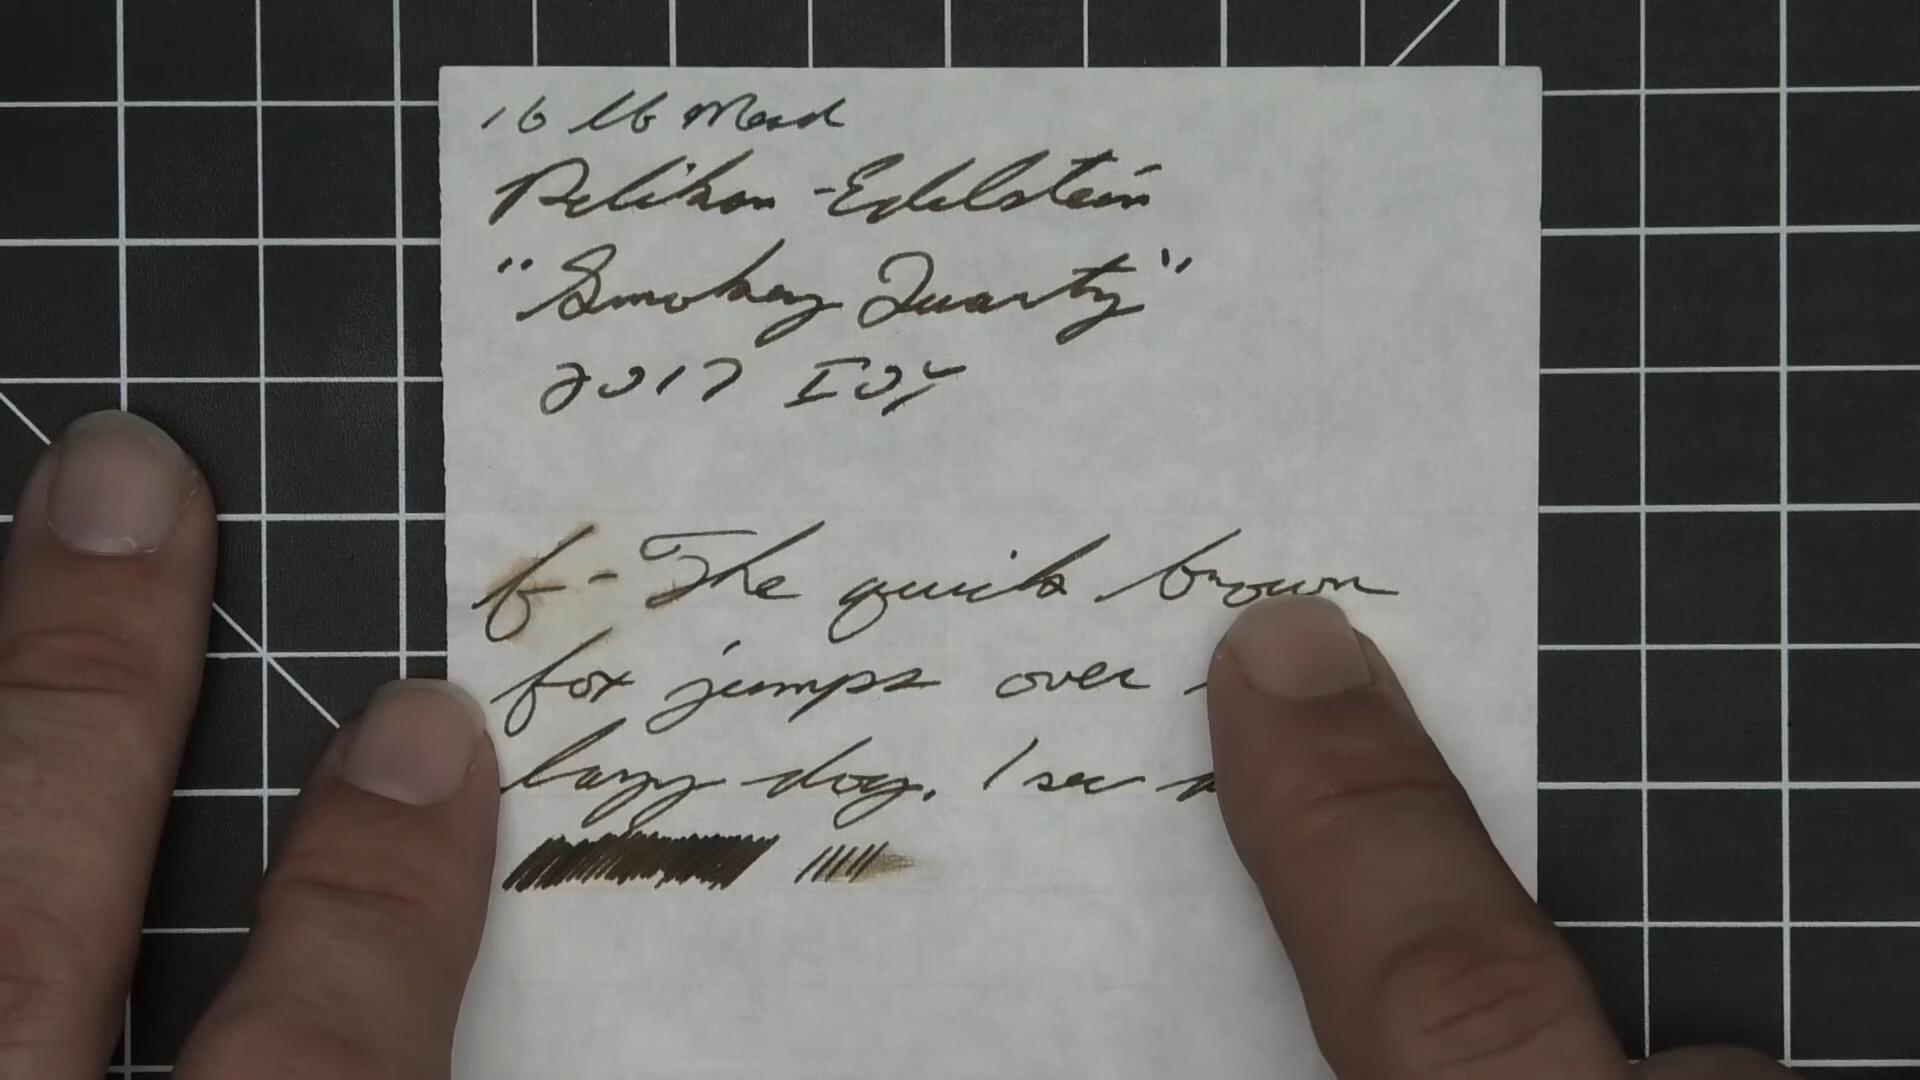 16 lb Mead
Pelikan - Edelstein
"Smokey Quartz"
2017 IOY
f - The quick brown
fox jumps over
lazy dog. I see